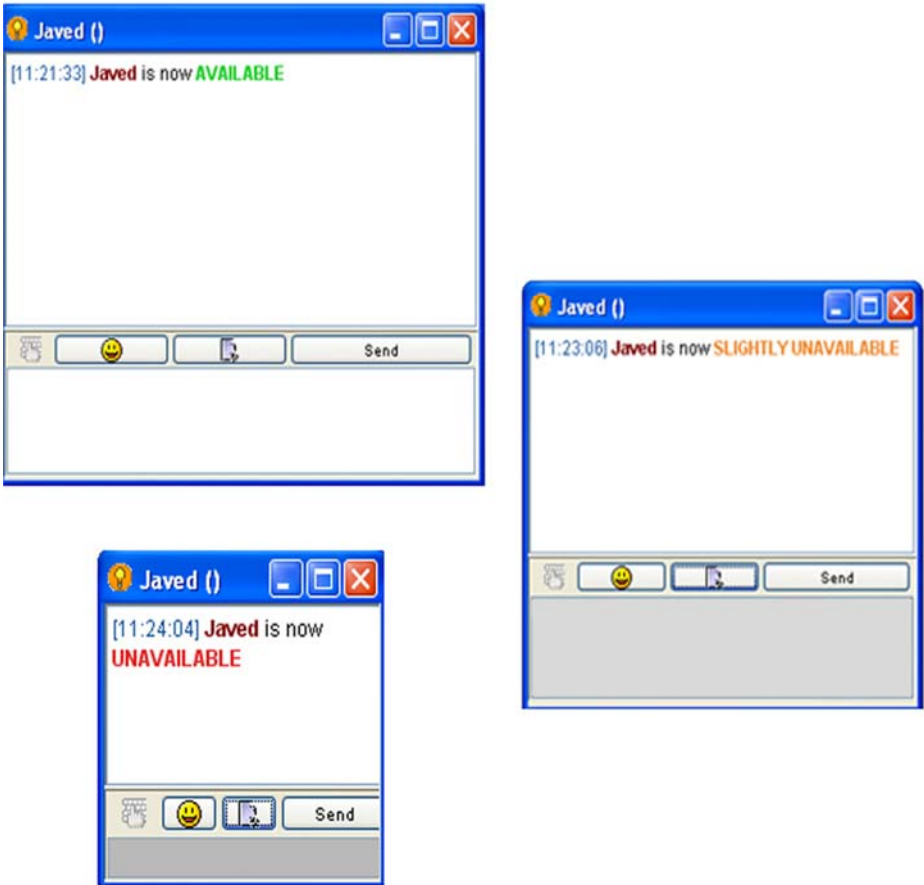 Javed ()
[11:21:33] Javed is now AVAILABLE
Send
Javed ()
[11:23:06] Javed is now SLIGHTLY UNAVAILABLE
Send
Javed ()
[11:24:04] Javed is now
UNAVAILABLE
Send